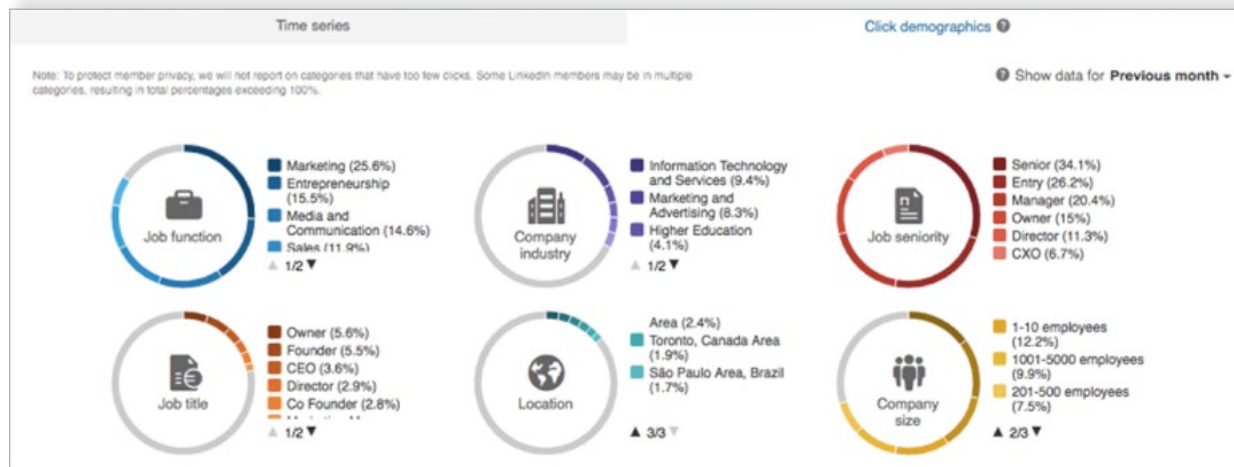 Time series
Click demographics ?
Note: To protect member privacy, we will not report on categories that have too few clicks. Some LinkedIn members may be in multiple
categories, resulting in total percentages exceeding 100%.
? Show data for Previous month
Job function
Marketing (25.6%)
Entrepreneurship
(15.5%)
Media and
Communication (14.6%)
Sales (11.9%)
▲ 1/2 ▼
Company
industry
Information Technology
and Services (9.4%)
Marketing and
Advertising (8.3%)
Higher Education
(4.1%)
▲ 1/2 ▼
Job seniority
Senior (34.1%)
Entry (26.2%)
Manager (20.4%)
Owner (15%)
Director (11.3%)
CXO (6.7%)
Job title
Owner (5.6%)
Founder (5.5%)
CEO (3.6%)
Director (2.9%)
Co Founder (2.8%)
▲ 1/2 ▼
Location
Area (2.4%)
Toronto, Canada Area
(1.9%)
São Paulo Area, Brazil
(1.7%)
▲ 3/3 ▼
Company
size
1-10 employees
(12.2%)
1001-5000 employees
(9.9%)
201-500 employees
(7.5%)
▲ 2/3 ▼